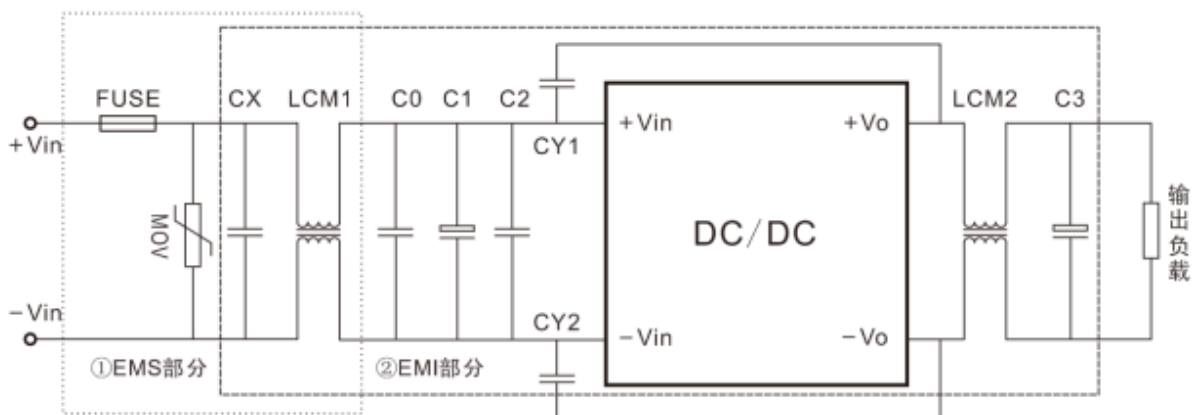 FUSE CX LCM1 C0 C1 C2 LCM2 C3
+Vin CY1 +Vin +Vo
MOV DC/DC 输出负载
-Vin CY2 -Vin -Vo
①EMS部分 ②EMI部分